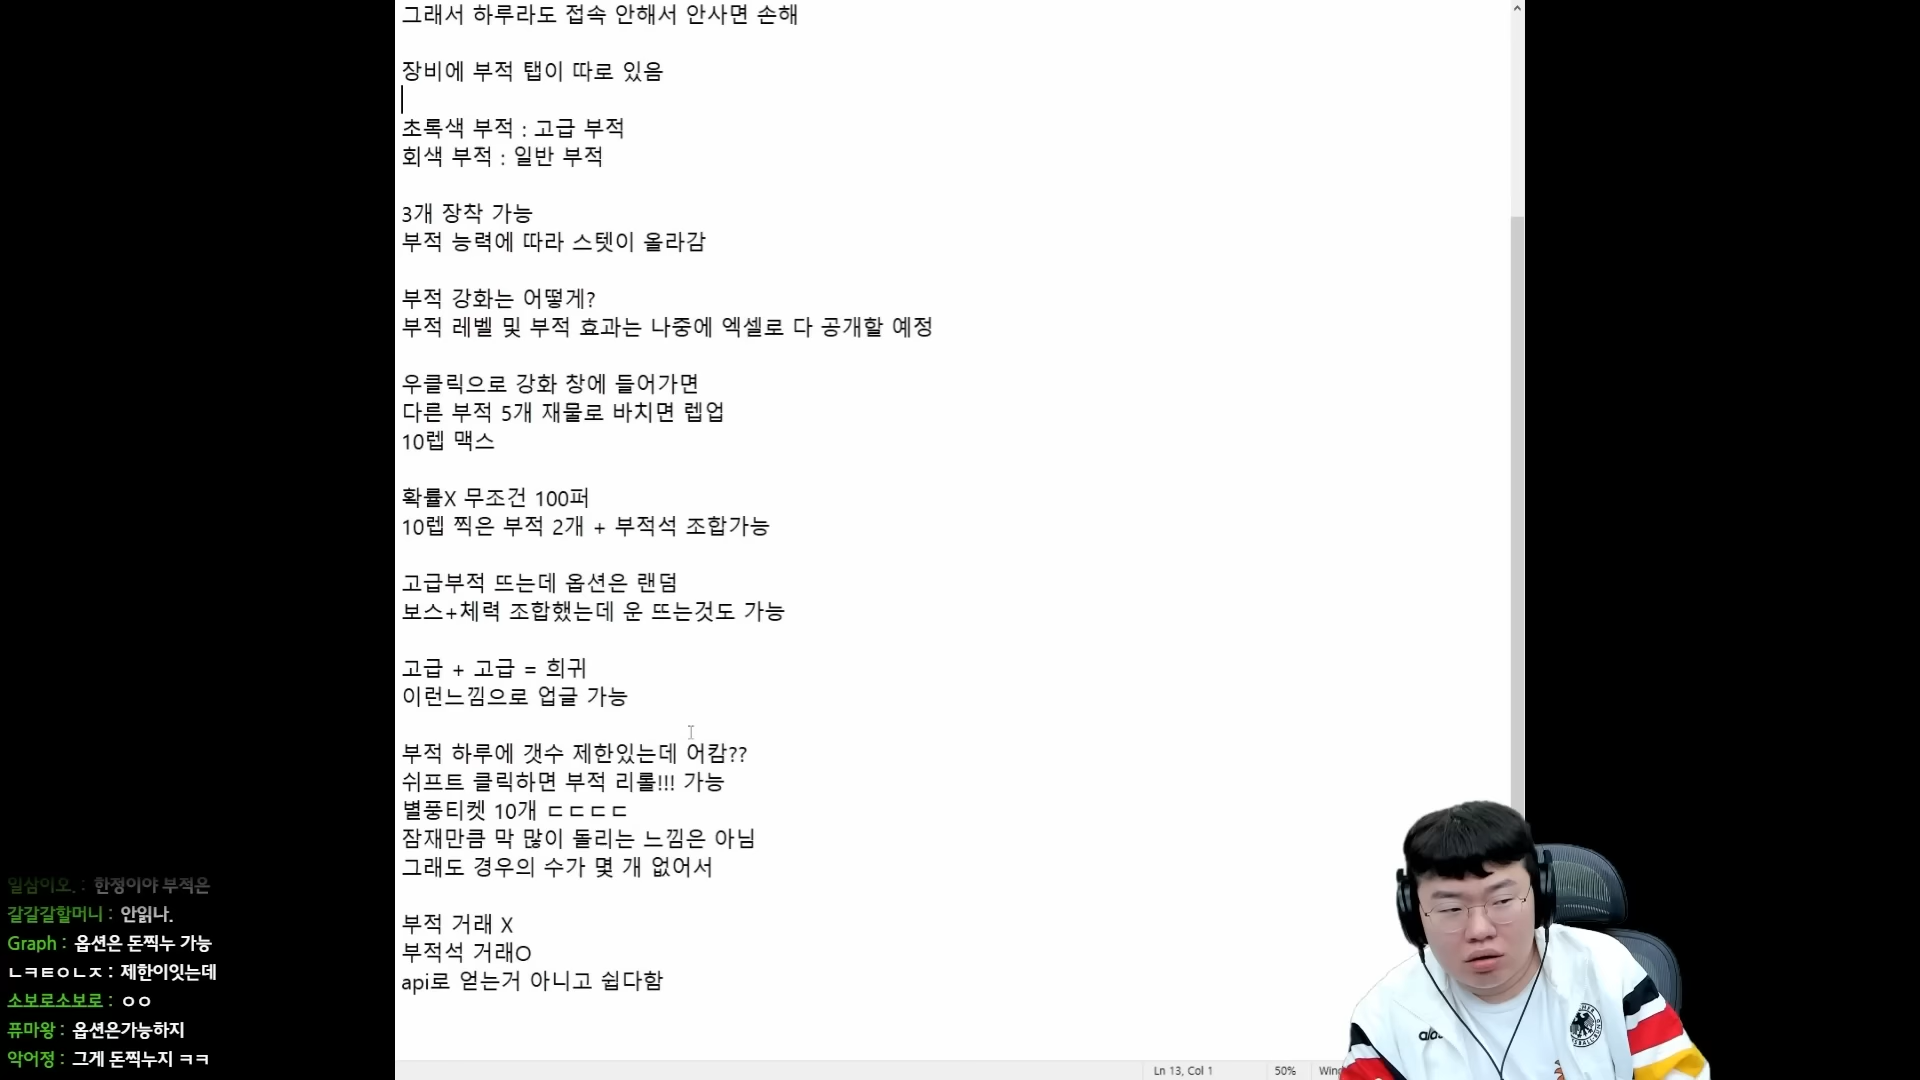 그래서 하루라도 접속 안해서 안사면 손해
장비에 부적 탭이 따로 있음
초록색 부적 : 고급 부적
회색 부적 : 일반 부적
3개 장착 가능
부적 능력에 따라 스텟이 올라감
부적 강화는 어떻게?
부적 레벨 및 부적 효과는 나중에 엑셀로 다 공개할 예정
우클릭으로 강화 창에 들어가면
다른 부적 5개 재물로 바치면 렙업
10렙 맥스
확률X 무조건 100퍼
10렙 찍은 부적 2개 + 부적석 조합가능
고급부적 뜨는데 옵션은 랜덤
보스+체력 조합했는데 운 뜨는것도 가능
고급 + 고급 = 희귀
이런느낌으로 업글 가능
부적 하루에 갯수 제한있는데 어캄??
쉬프트 클릭하면 부적 리롤!!! 가능
별풍티켓 10개 ㄷㄷㄷㄷ
잠재만큼 막 많이 돌리는 느낌은 아님
그래도 경우의 수가 몇 개 없어서
부적 거래 X
부적석 거래O
api로 얻는거 아니고 쉽다함
일삼이오. : 한정이야 부적은
갈갈갈할머니 : 안읽나.
Graph : 옵션은 돈찍누 가능
ㄴㅋㅌㅇㄴㅈ : 제한이잇는데
소보로소보로 : ㅇㅇ
퓨마왕 : 옵션은가능하지
악어정 : 그게 돈찍누지 ㅋㅋ
Ln 13, Col 1
50%
Wind